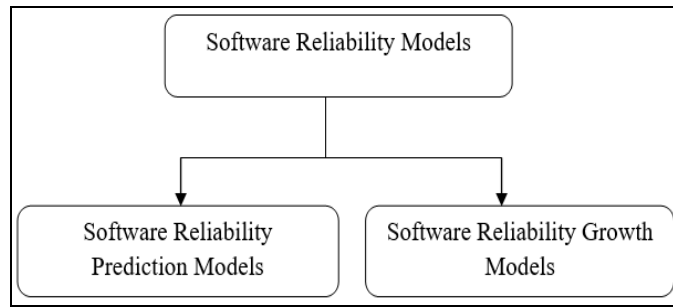 Software Reliability Models
Software Reliability
Prediction Models
Software Reliability Growth
Models